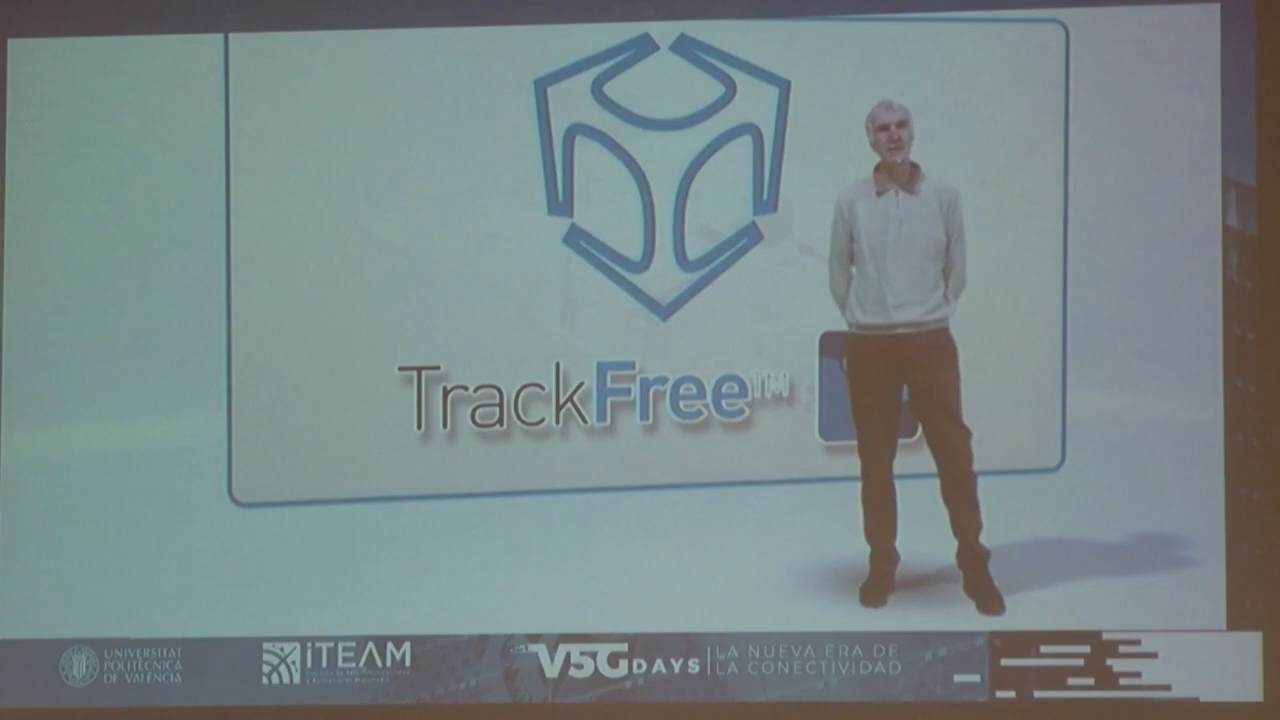 TrackFree™
UNIVERSITAT
POLITÈCNICA
DE VALÈNCIA
iTEAM
V5G DAYS
LA NUEVA ERA DE
LA CONECTIVIDAD